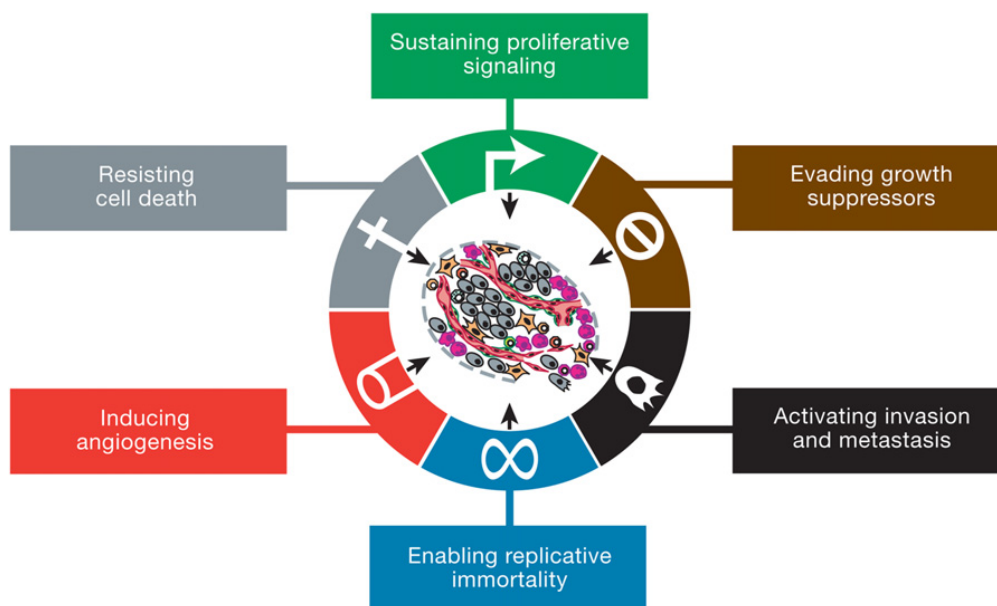 Sustaining proliferative
signaling
Resisting
cell death
Evading growth
suppressors
Inducing
angiogenesis
Activating invasion
and metastasis
Enabling replicative
immortality